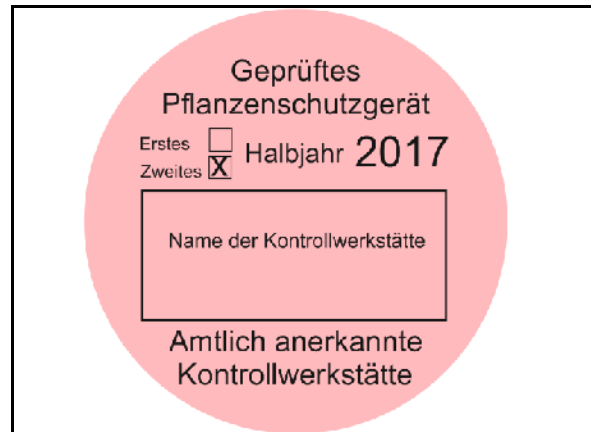 Geprüftes
Pflanzenschutzgerät
Erstes
Zweites X Halbjahr 2017
Name der Kontrollwerkstätte
Amtlich anerkannte
Kontrollwerkstätte